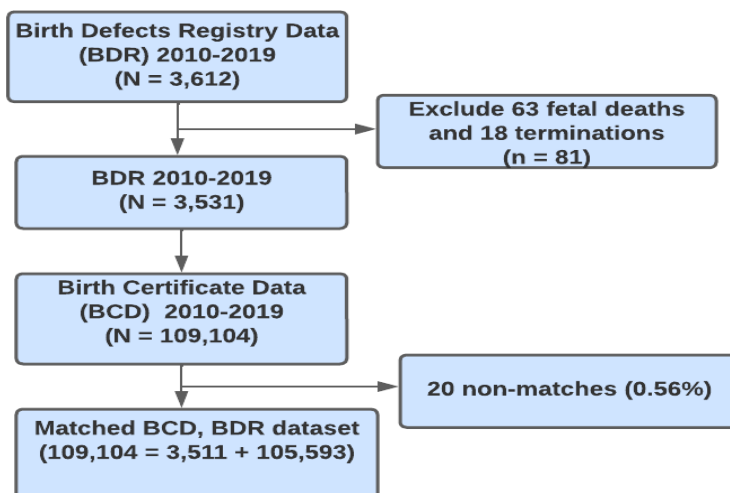 Birth Defects Registry Data
(BDR) 2010-2019
(N = 3,612)
Exclude 63 fetal deaths
and 18 terminations
(n = 81)
BDR 2010-2019
(N = 3,531)
Birth Certificate Data
(BCD) 2010-2019
(N = 109,104)
20 non-matches (0.56%)
Matched BCD, BDR dataset
(109,104 = 3,511 + 105,593)